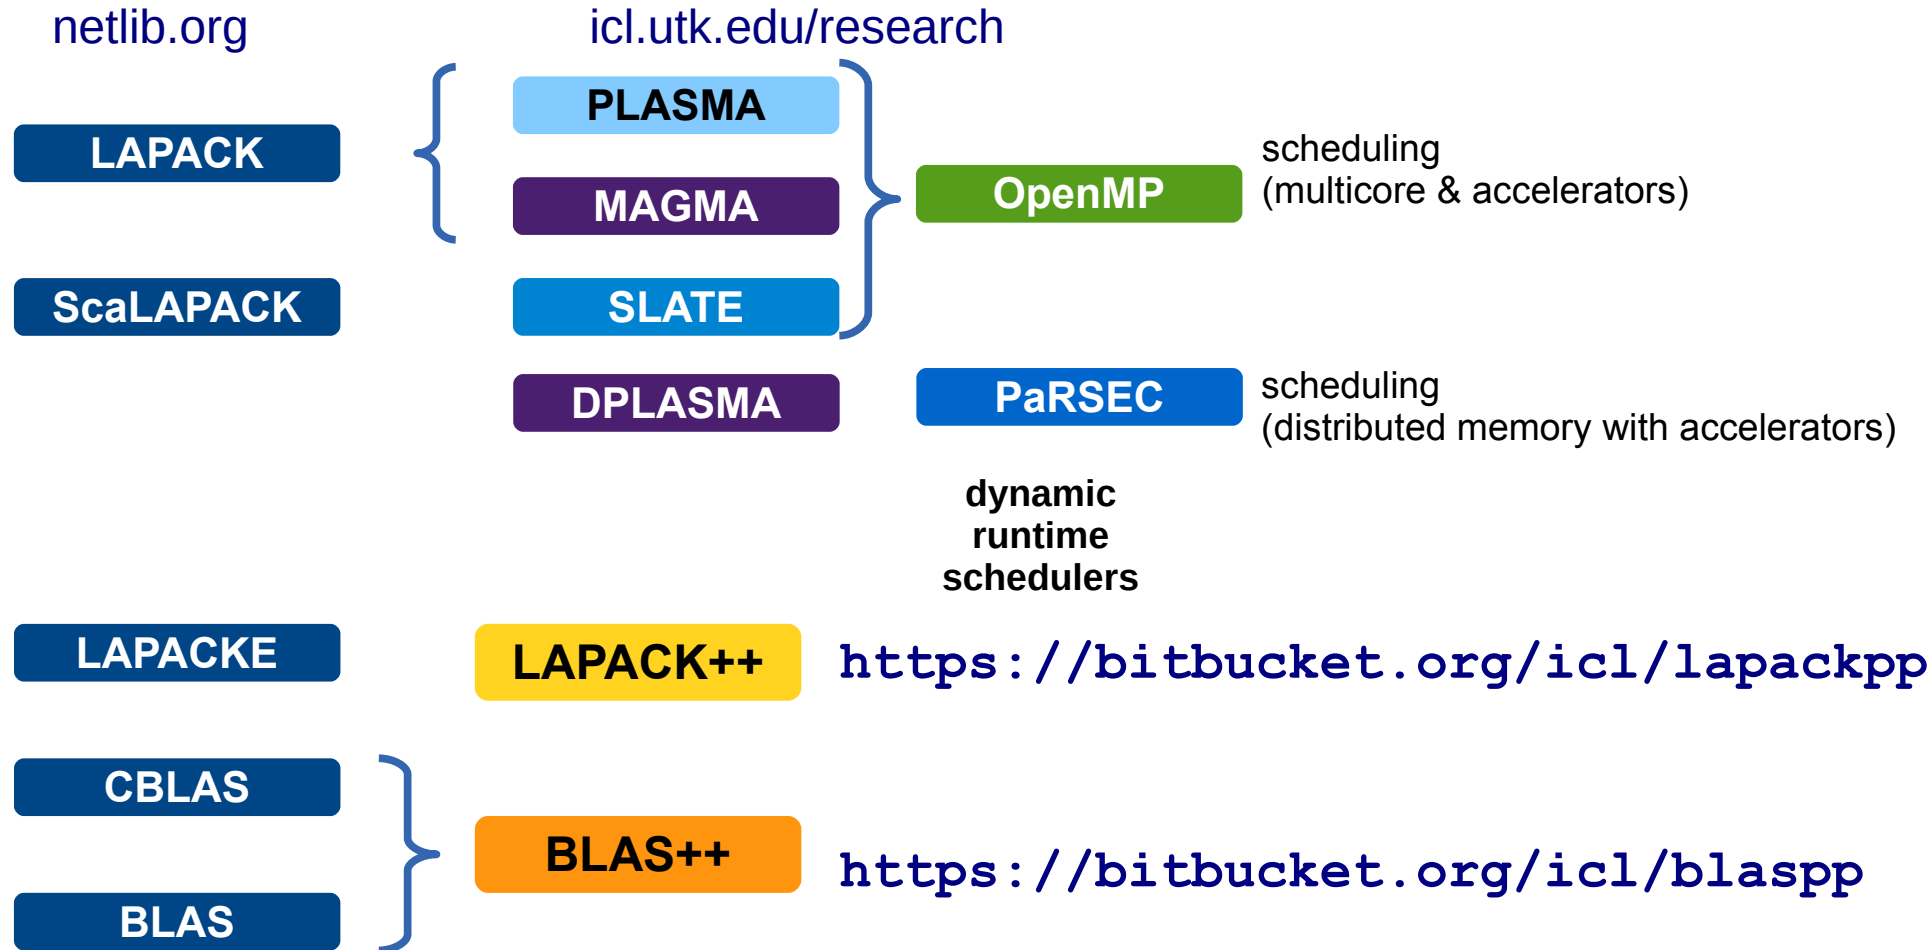 netlib.org
icl.utk.edu/research
PLASMA
LAPACK
MAGMA
OpenMP
scheduling
(multicore & accelerators)
ScaLAPACK
SLATE
DPLASMA
PaRSEC
scheduling
(distributed memory with accelerators)
dynamic
runtime
schedulers
LAPACKE
LAPACK++
https://bitbucket.org/icl/lapackpp
CBLAS
BLAS++
https://bitbucket.org/icl/blaspp
BLAS